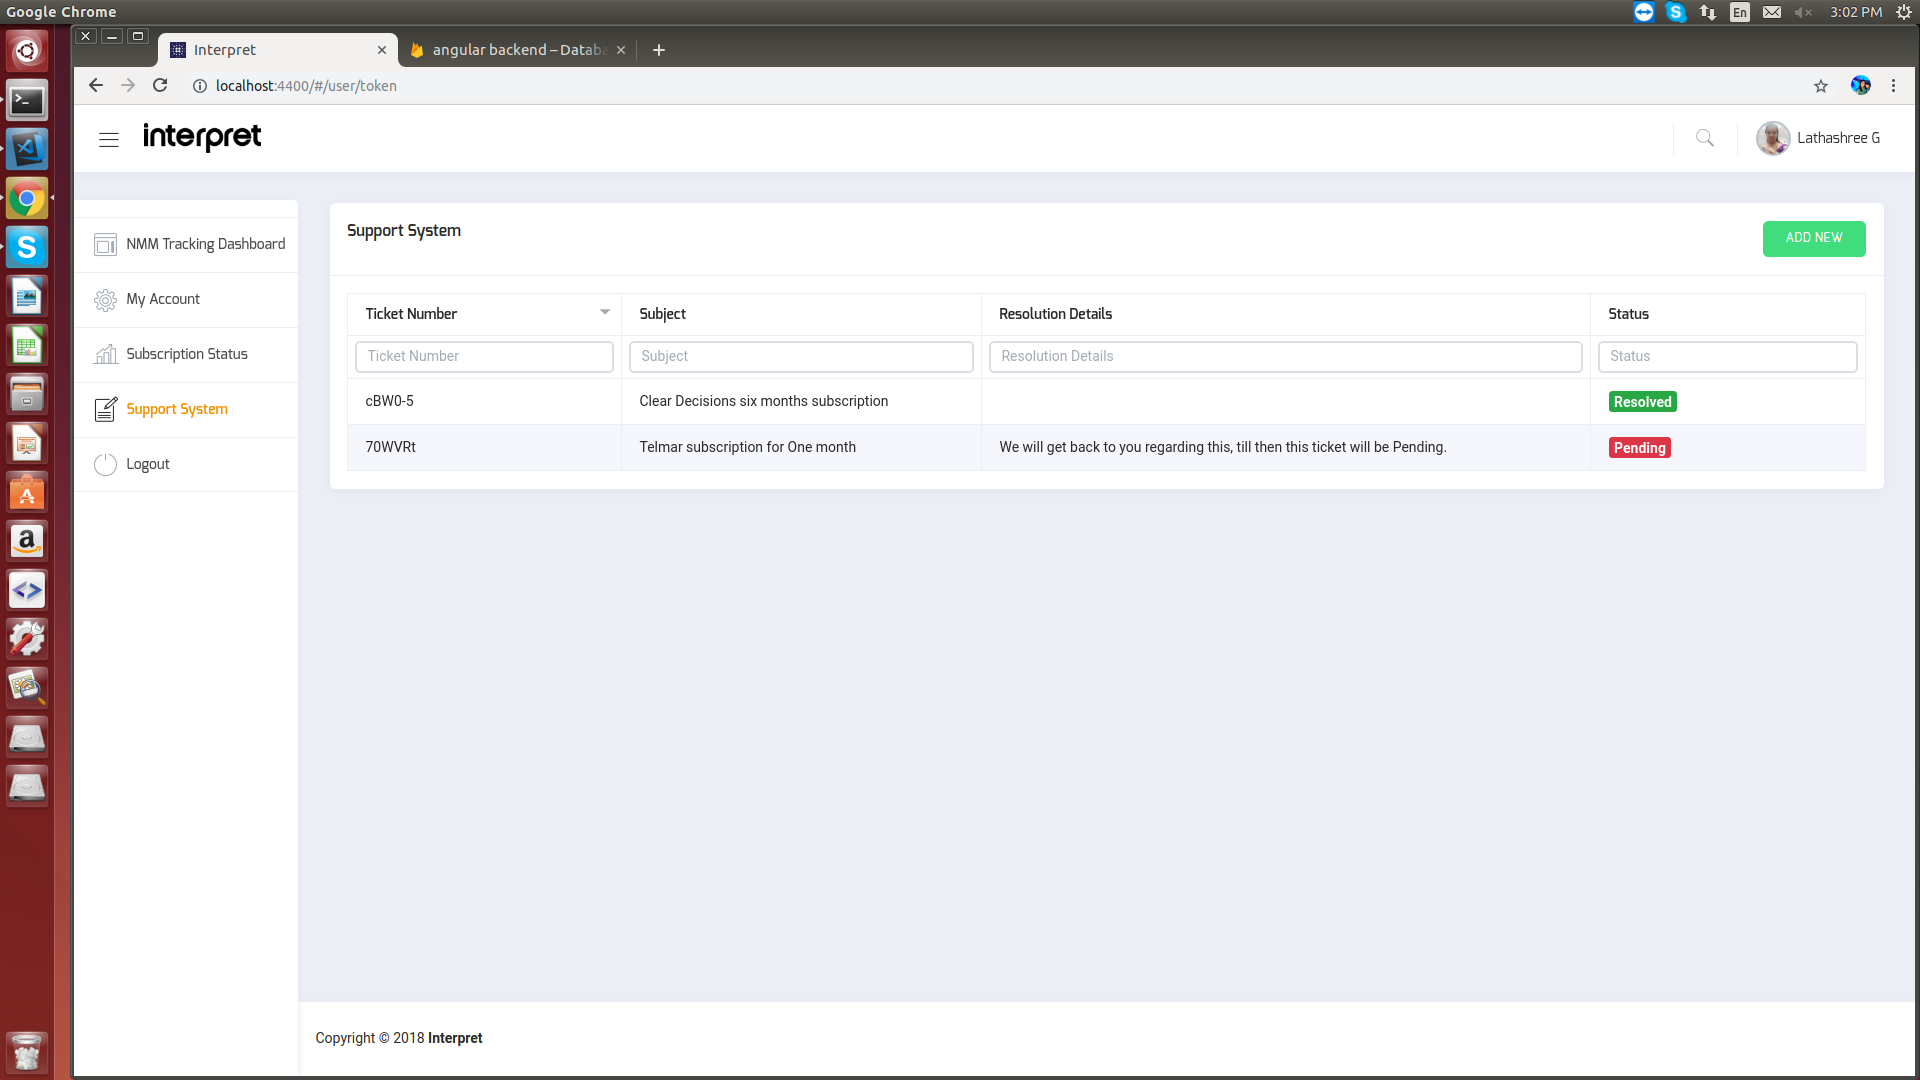 Google Chrome
En
3:02 PM
Interpret
angular backend – Databa
localhost:4400/#/user/token
interpret
Lathashree G
NMM Tracking Dashboard
My Account
Subscription Status
Support System
Logout
Support System
ADD NEW
Ticket Number Subject Resolution Details Status
Ticket Number Subject Resolution Details Status
cBW0-5 Clear Decisions six months subscription Resolved
70WVRt Telmar subscription for One month We will get back to you regarding this, till then this ticket will be Pending. Pending
Copyright © 2018 Interpret